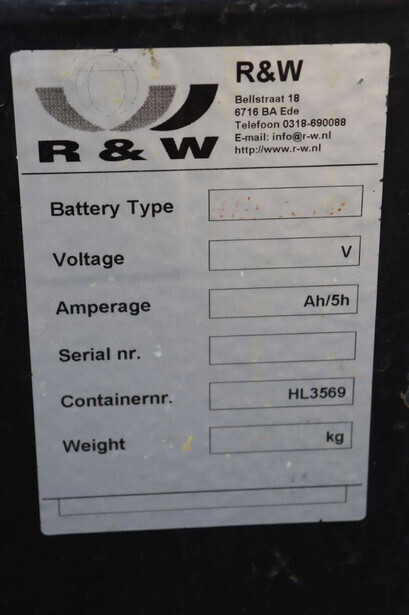 R & W
R&W
Bellstraat 18
6716 BA Ede
Telefoon 0318-690088
E-mail: info@r-w.nl
http://www.r-w.nl
Battery Type
Voltage V
Amperage Ah/5h
Serial nr.
Containernr. HL3569
Weight kg